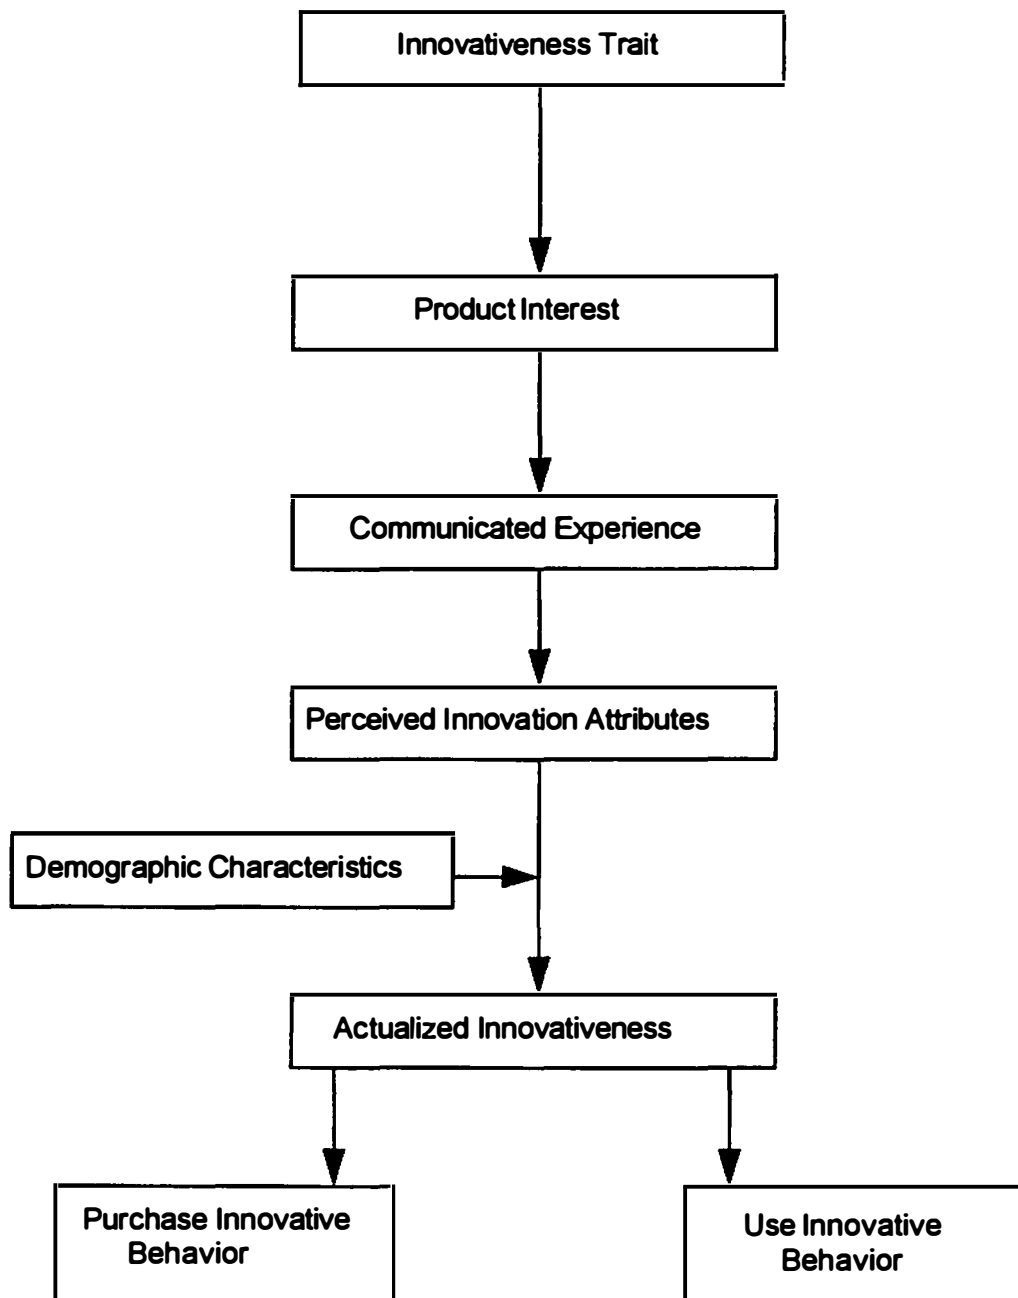 Innovativeness Trait
Product Interest
Communicated Experience
Perceived Innovation Attributes
Demographic Characteristics
Actualized Innovativeness
Purchase Innovative
Behavior
Use Innovative
Behavior